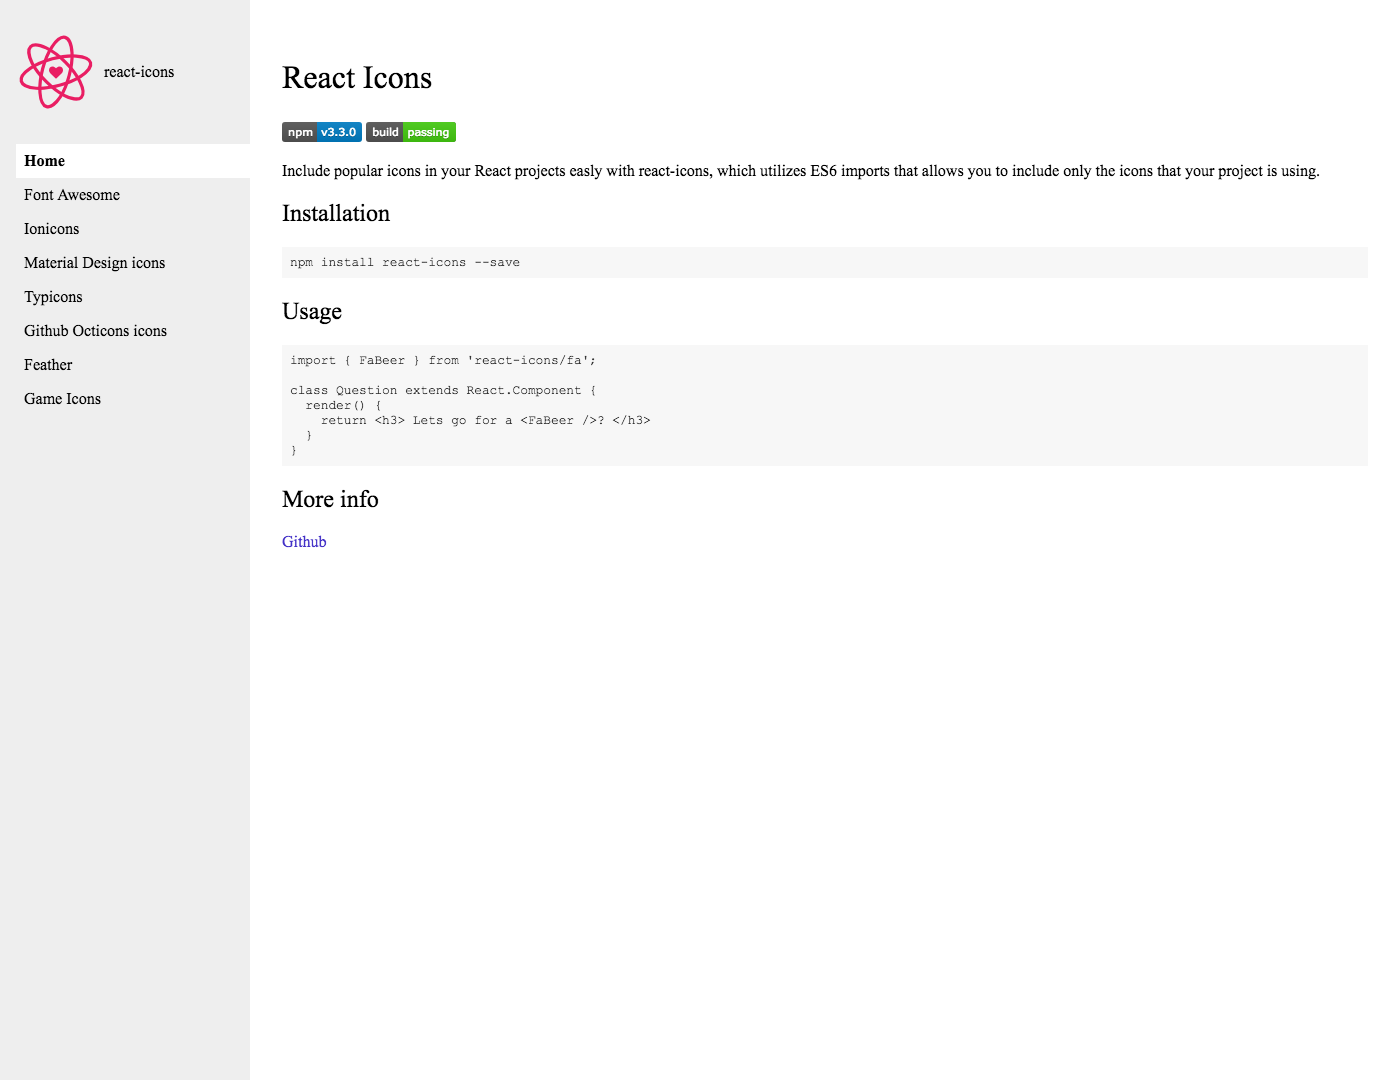 react-icons
Home
Font Awesome
Ionicons
Material Design icons
Typicons
Github Octicons icons
Feather
Game Icons
React Icons
npm v3.3.0 build passing
Include popular icons in your React projects easly with react-icons, which utilizes ES6 imports that allows you to include only the icons that your project is using.
Installation
npm install react-icons --save
Usage
import { FaBeer } from 'react-icons/fa';
class Question extends React.Component {
  render() {
    return <h3> Lets go for a <FaBeer />? </h3>
  }
}
More info
Github